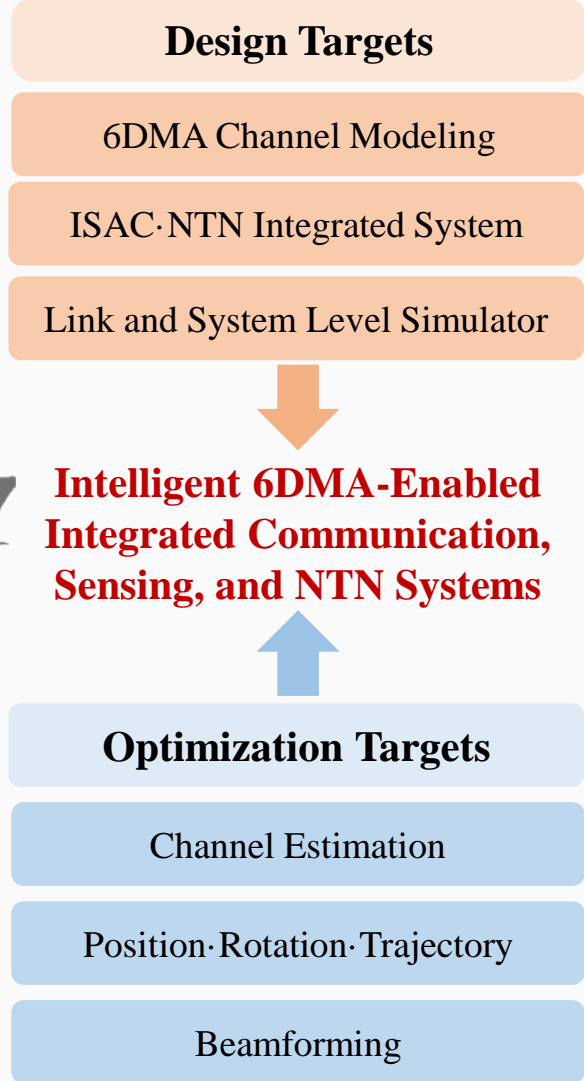 Design Targets
6DMA Channel Modeling
ISAC·NTN Integrated System
Link and System Level Simulator
Intelligent 6DMA-Enabled
Integrated Communication,
Sensing, and NTN Systems
Optimization Targets
Channel Estimation
Position·Rotation·Trajectory
Beamforming